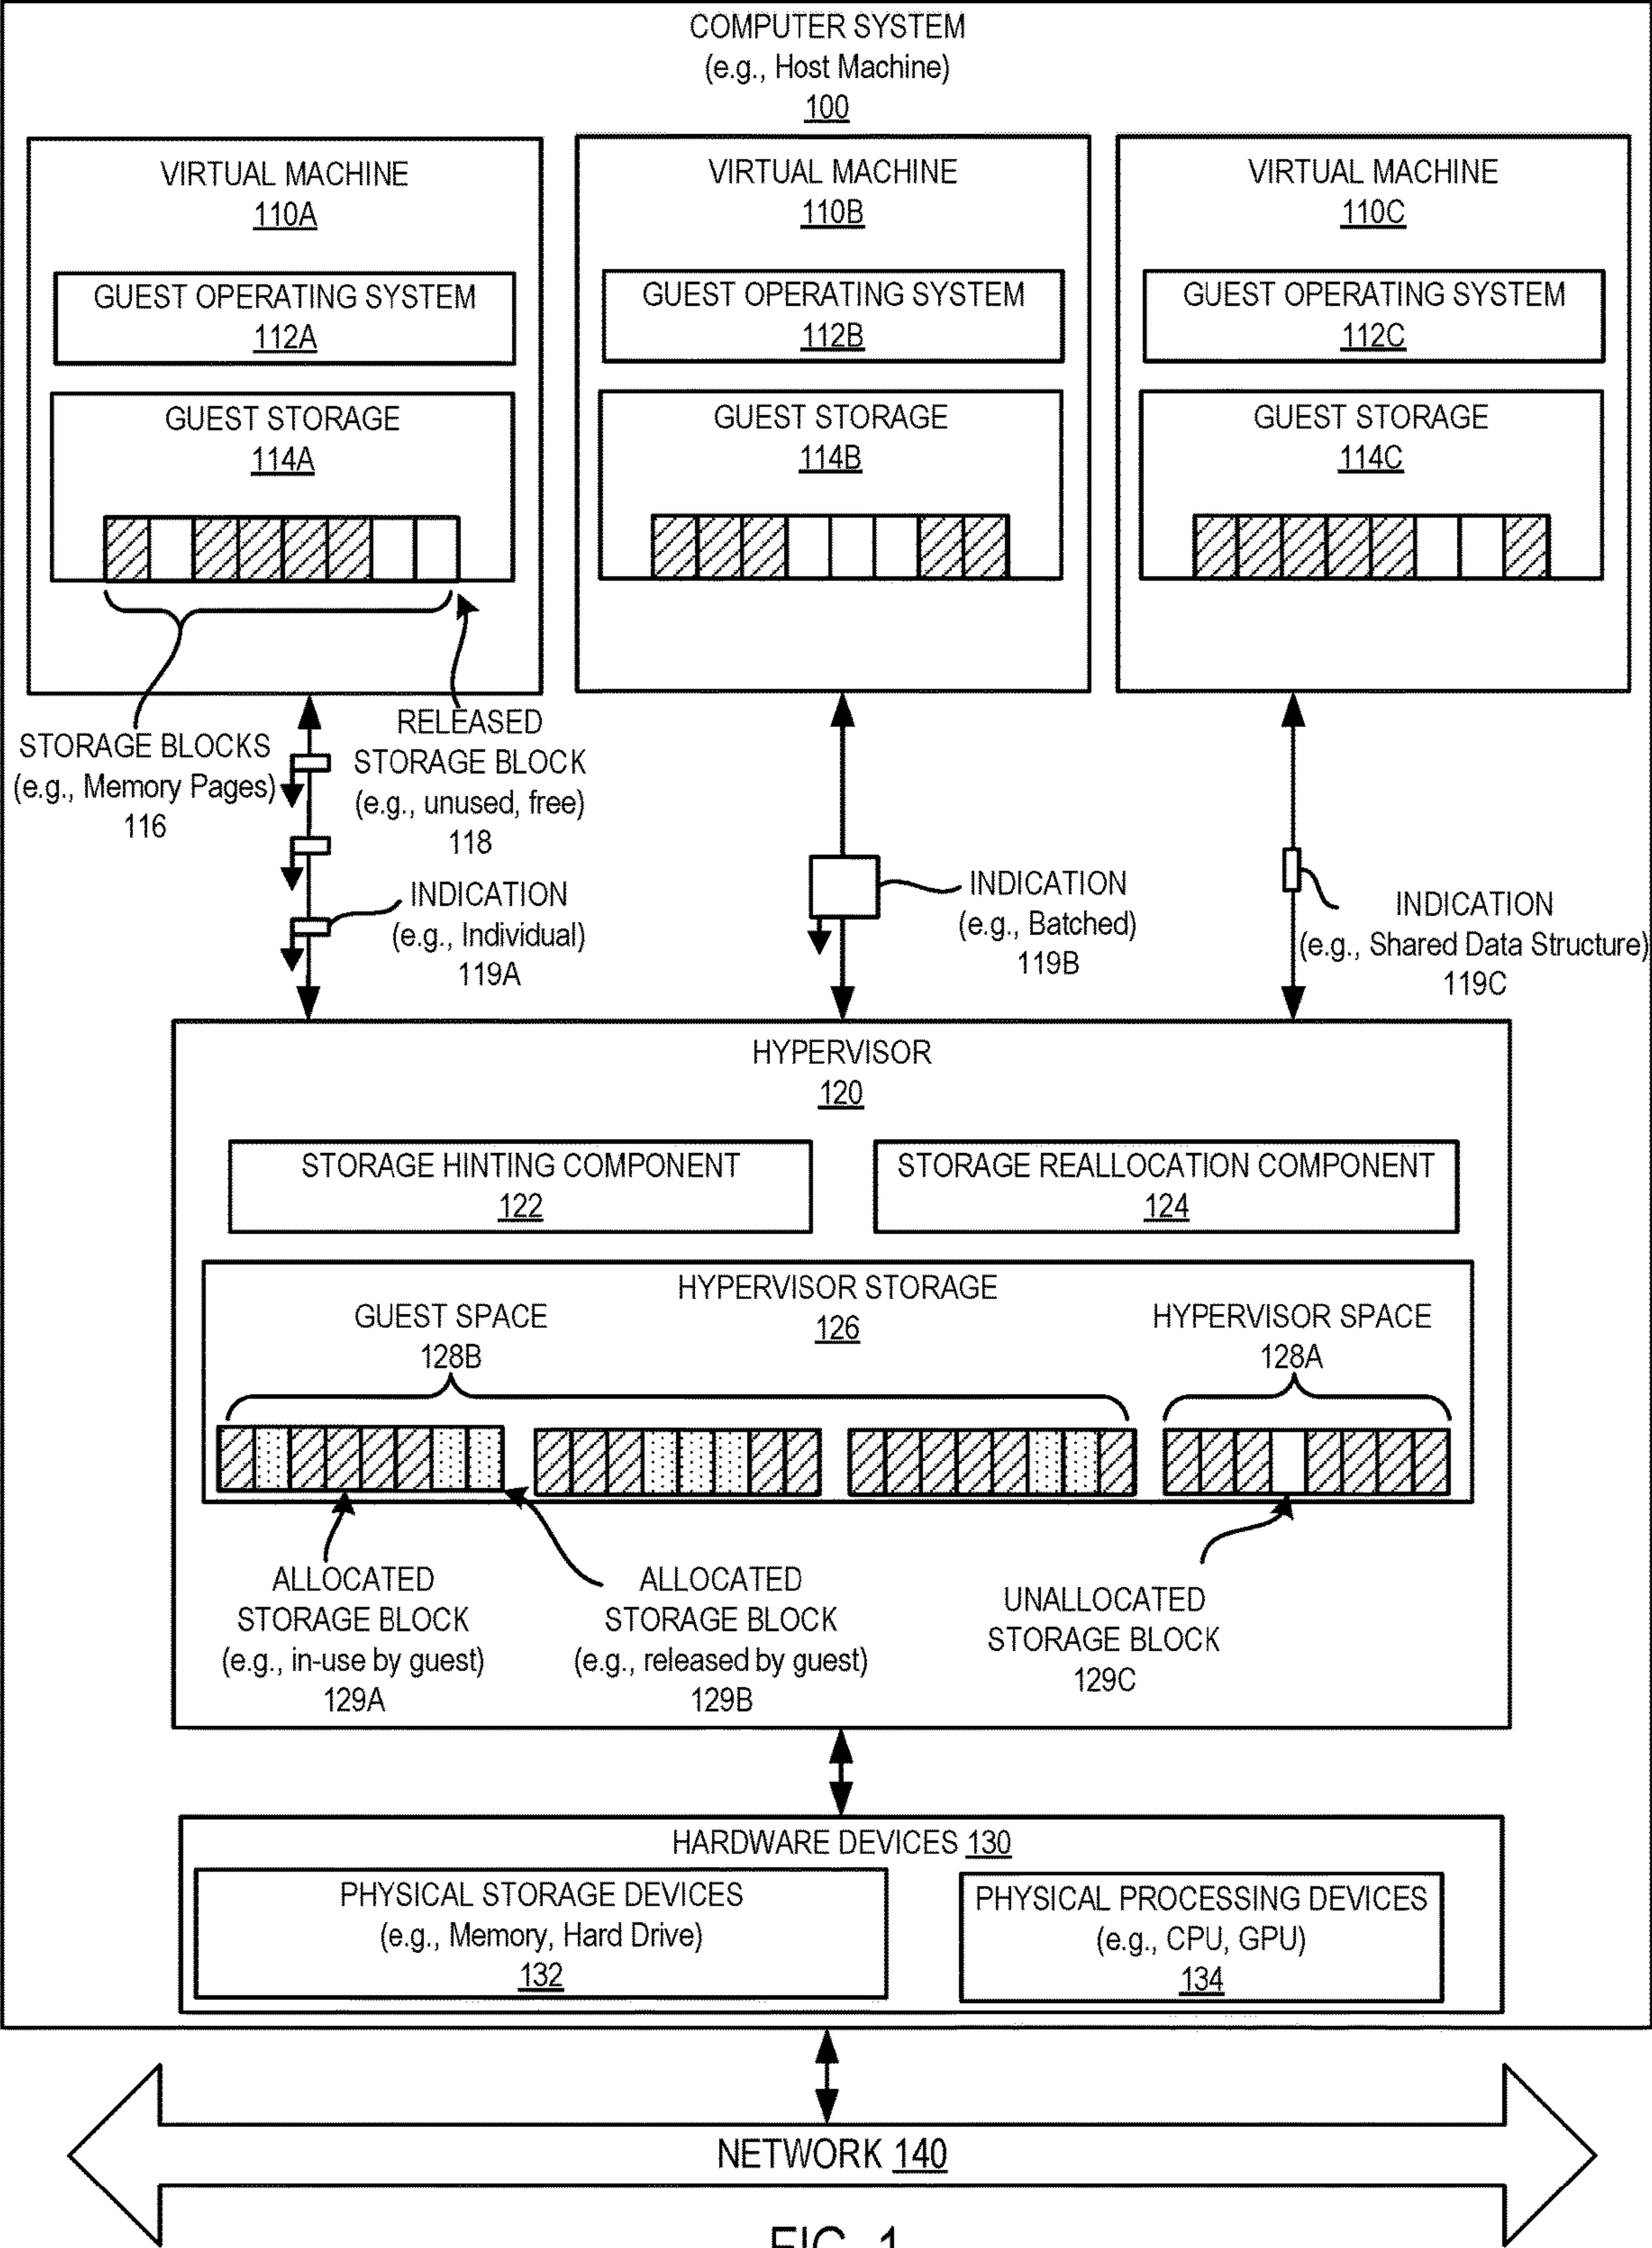 COMPUTER SYSTEM
(e.g., Host Machine)
100
VIRTUAL MACHINE
110A
GUEST OPERATING SYSTEM
112A
GUEST STORAGE
114A
VIRTUAL MACHINE
110B
GUEST OPERATING SYSTEM
112B
GUEST STORAGE
114B
VIRTUAL MACHINE
110C
GUEST OPERATING SYSTEM
112C
GUEST STORAGE
114C
STORAGE BLOCKS
(e.g., Memory Pages)
116
RELEASED
STORAGE BLOCK
(e.g., unused, free)
118
INDICATION
(e.g., Individual)
119A
INDICATION
(e.g., Batched)
119B
INDICATION
(e.g., Shared Data Structure)
119C
HYPERVISOR
120
STORAGE HINTING COMPONENT
122
STORAGE REALLOCATION COMPONENT
124
HYPERVISOR STORAGE
126
GUEST SPACE
128B
HYPERVISOR SPACE
128A
ALLOCATED
STORAGE BLOCK
(e.g., in-use by guest)
129A
ALLOCATED
STORAGE BLOCK
(e.g., released by guest)
129B
UNALLOCATED
STORAGE BLOCK
129C
HARDWARE DEVICES 130
PHYSICAL STORAGE DEVICES
(e.g., Memory, Hard Drive)
132
PHYSICAL PROCESSING DEVICES
(e.g., CPU, GPU)
134
NETWORK 140
FIG. 1